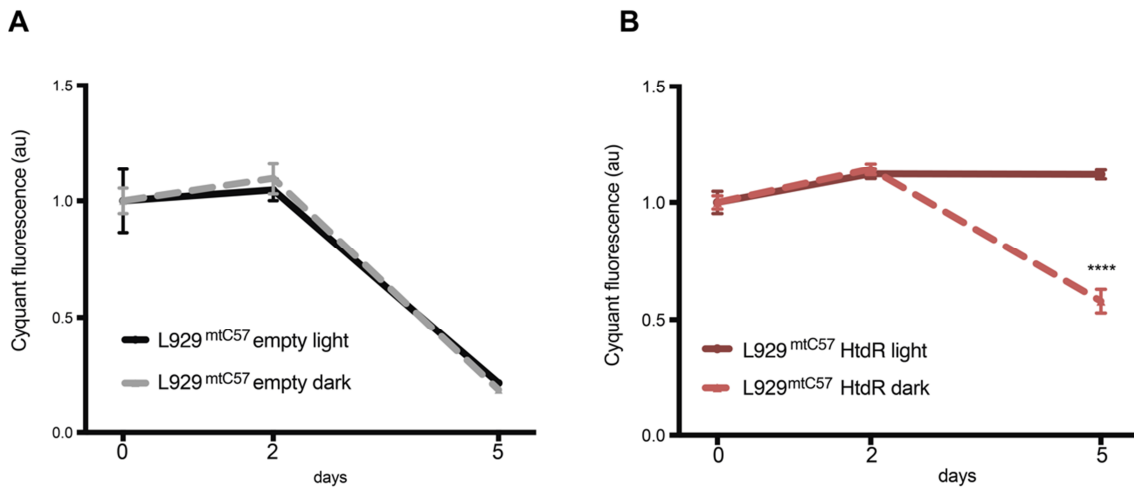 A
Cyquant fluorescence (au)
1.5
1.0
0.5
0.0
L929 mtC57 empty light
L929 mtC57 empty dark
0
2
5
days
B
Cyquant fluorescence (au)
1.5
1.0
0.5
0.0
****
L929 mtC57 HtdR light
L929mtC57 HtdR dark
0
2
5
days